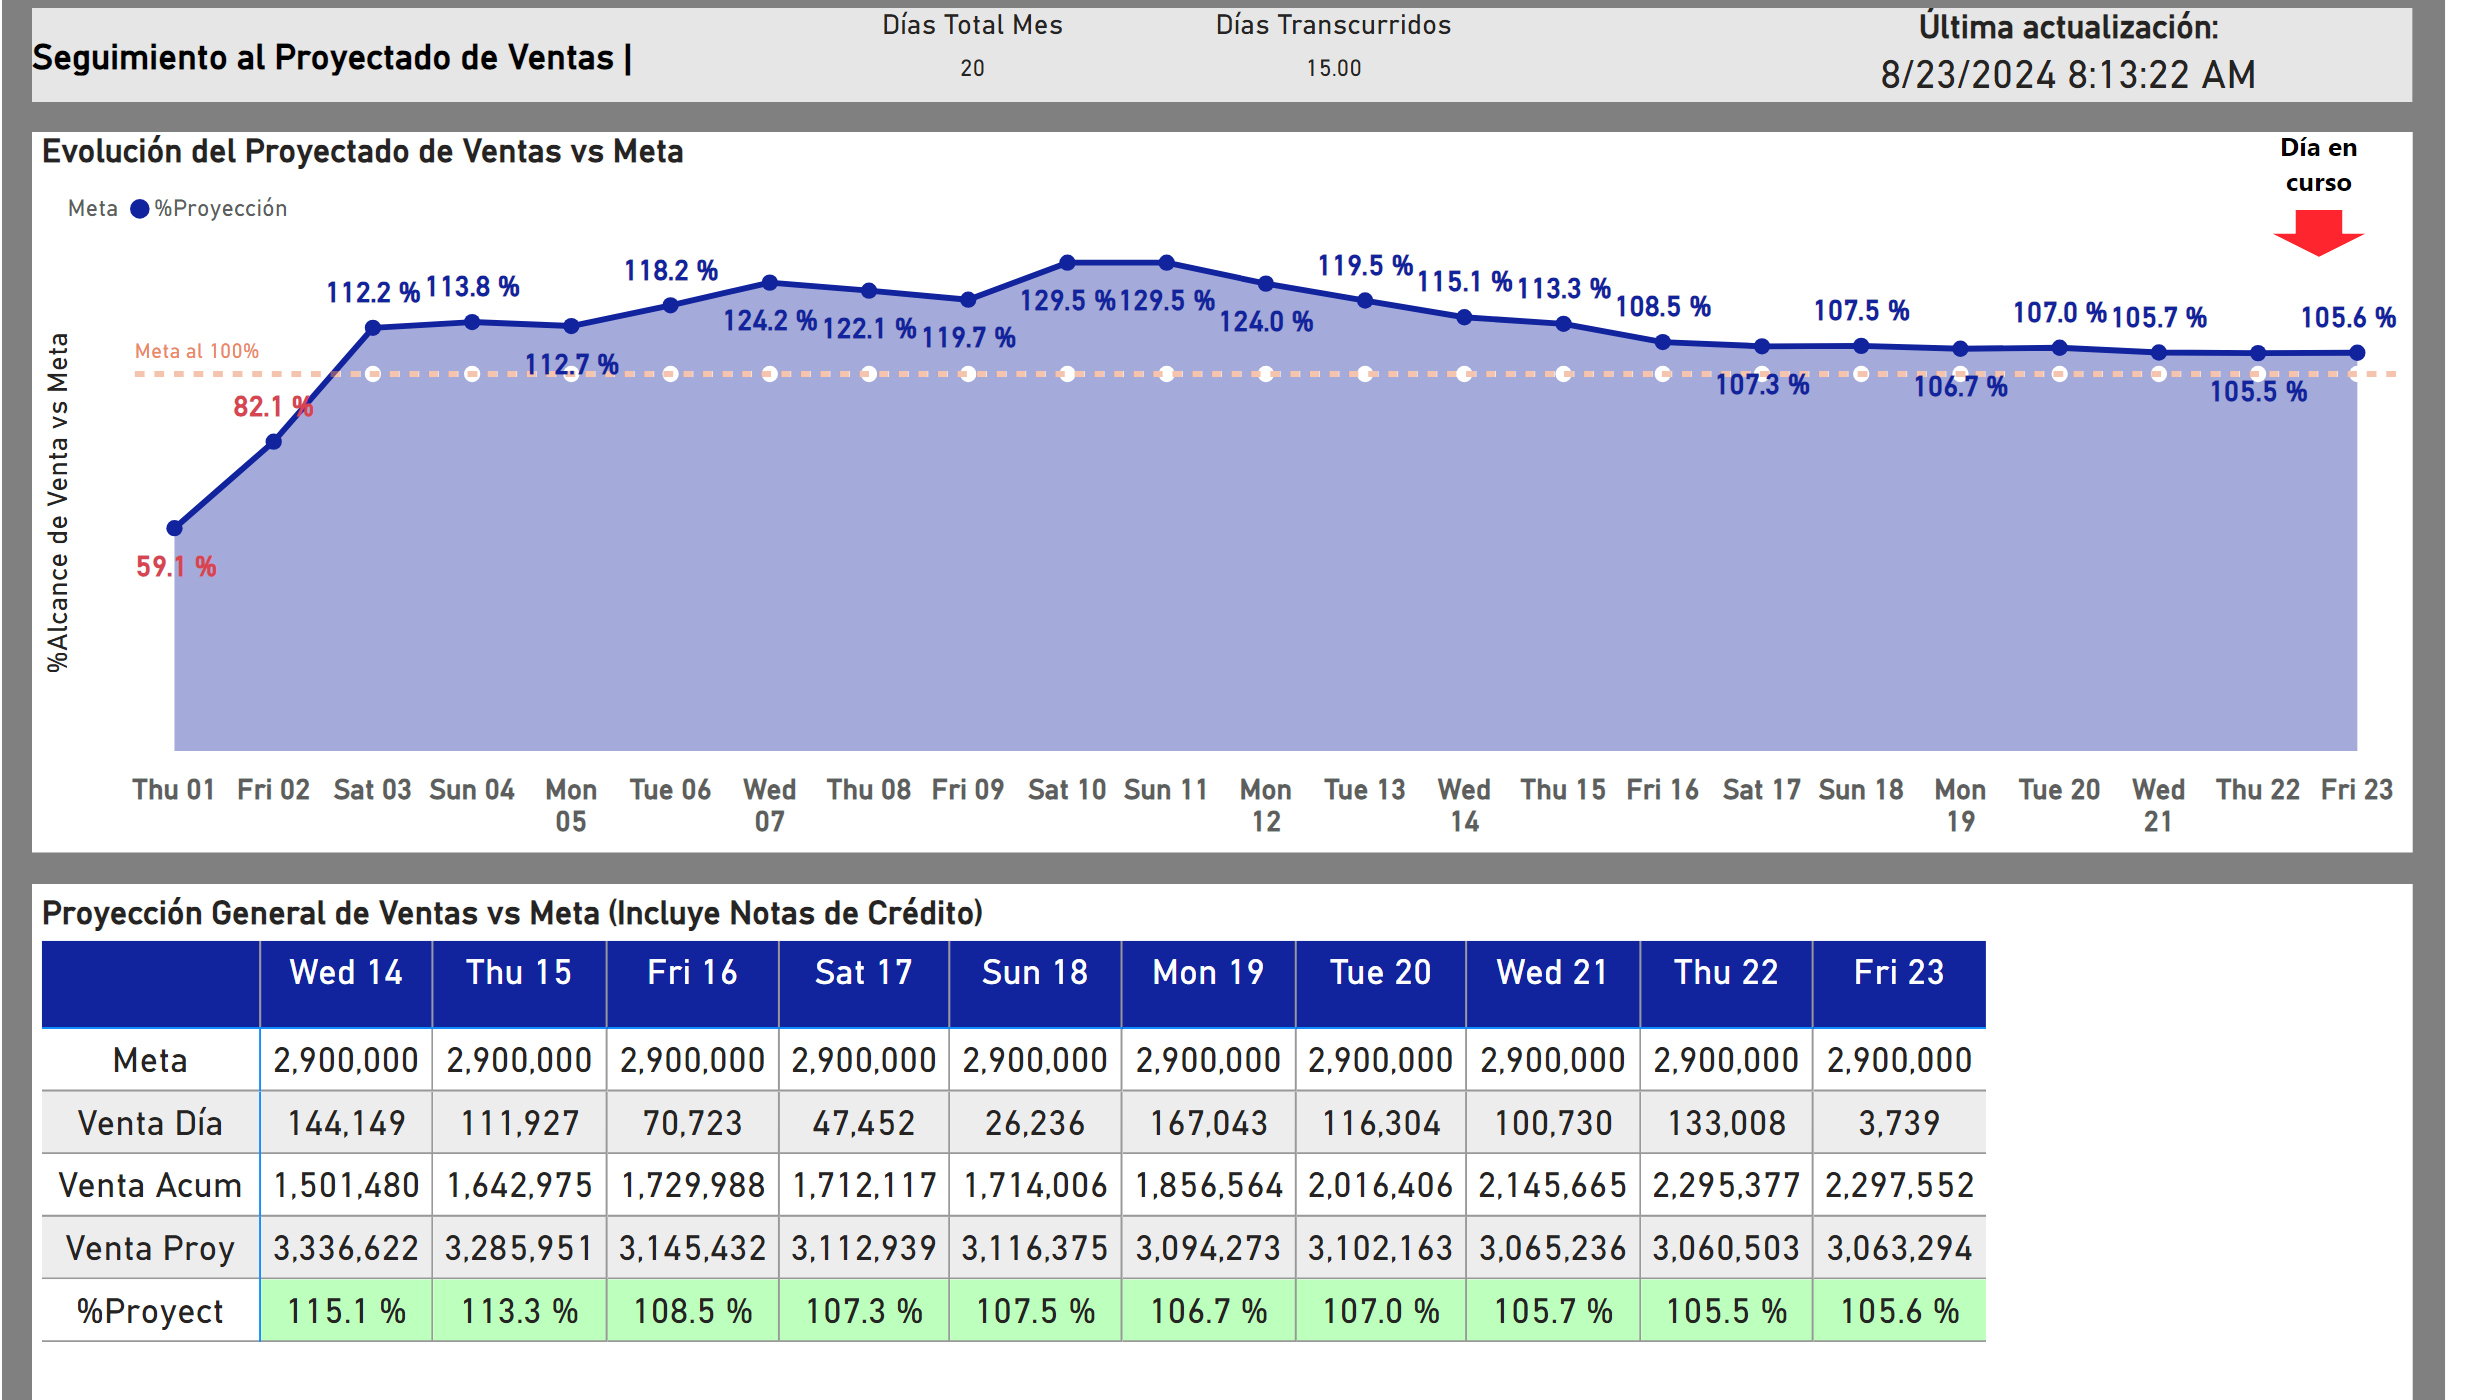 Seguimiento al Proyectado de Ventas |
Días Total Mes
20
Días Transcurridos
15.00
Última actualización:
8/23/2024 8:13:22 AM
Evolución del Proyectado de Ventas vs Meta
Día en
curso
Meta %Proyección
%Alcance de Venta vs Meta
Meta al 100%
59.1 %
82.1 %
112.2 %
113.8 %
112.7 %
118.2 %
124.2 %
122.1 %
119.7 %
129.5 %
129.5 %
124.0 %
119.5 %
115.1 %
113.3 %
108.5 %
107.3 %
107.5 %
106.7 %
107.0 %
105.7 %
105.5 %
105.6 %
Thu 01
Fri 02
Sat 03
Sun 04
Mon
05
Tue 06
Wed
07
Thu 08
Fri 09
Sat 10
Sun 11
Mon
12
Tue 13
Wed
14
Thu 15
Fri 16
Sat 17
Sun 18
Mon
19
Tue 20
Wed
21
Thu 22
Fri 23
Proyección General de Ventas vs Meta (Incluye Notas de Crédito)
Wed 14 Thu 15 Fri 16 Sat 17 Sun 18 Mon 19 Tue 20 Wed 21 Thu 22 Fri 23
Meta 2,900,000 2,900,000 2,900,000 2,900,000 2,900,000 2,900,000 2,900,000 2,900,000 2,900,000 2,900,000
Venta Día 144,149 111,927 70,723 47,452 26,236 167,043 116,304 100,730 133,008 3,739
Venta Acum 1,501,480 1,642,975 1,729,988 1,712,117 1,714,006 1,856,564 2,016,406 2,145,665 2,295,377 2,297,552
Venta Proy 3,336,622 3,285,951 3,145,432 3,112,939 3,116,375 3,094,273 3,102,163 3,065,236 3,060,503 3,063,294
%Proyect 115.1 % 113.3 % 108.5 % 107.3 % 107.5 % 106.7 % 107.0 % 105.7 % 105.5 % 105.6 %